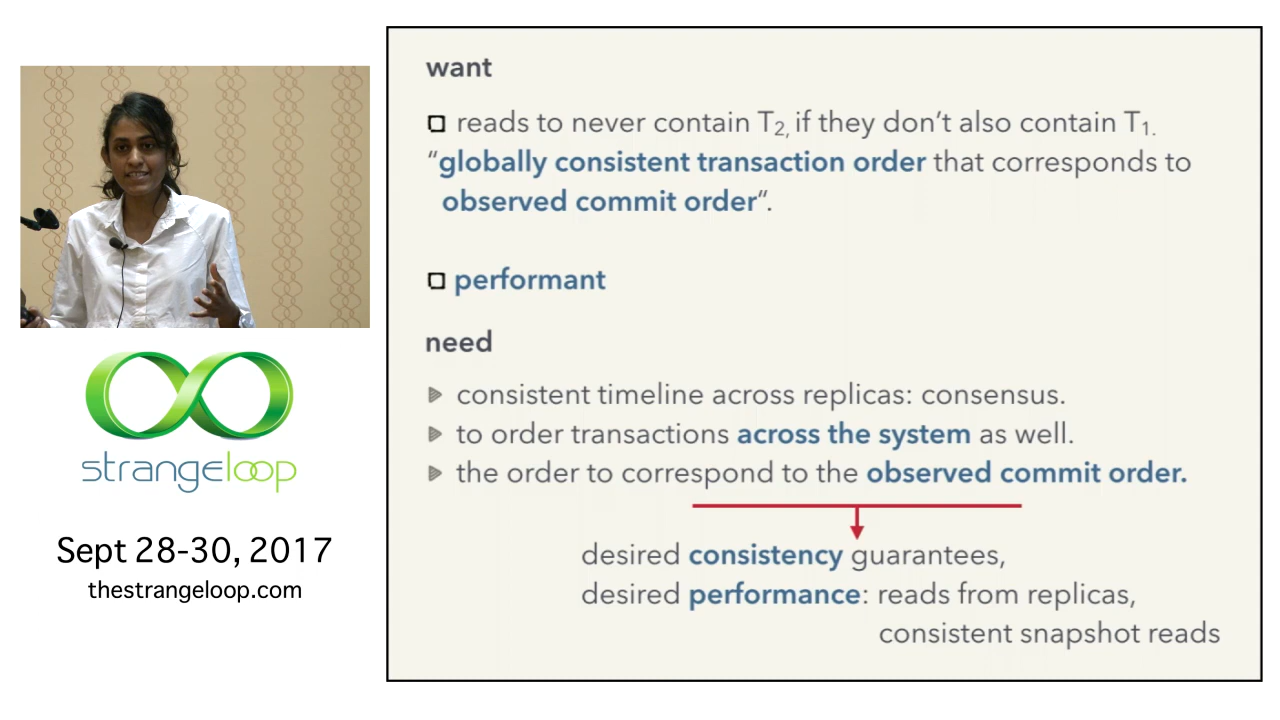 want
reads to never contain T2, if they don't also contain T1.
"globally consistent transaction order that corresponds to
observed commit order".
performant
need
consistent timeline across replicas: consensus.
to order transactions across the system as well.
the order to correspond to the observed commit order.
desired consistency guarantees,
desired performance: reads from replicas,
consistent snapshot reads
strangeloop
Sept 28-30, 2017
thestrangeloop.com